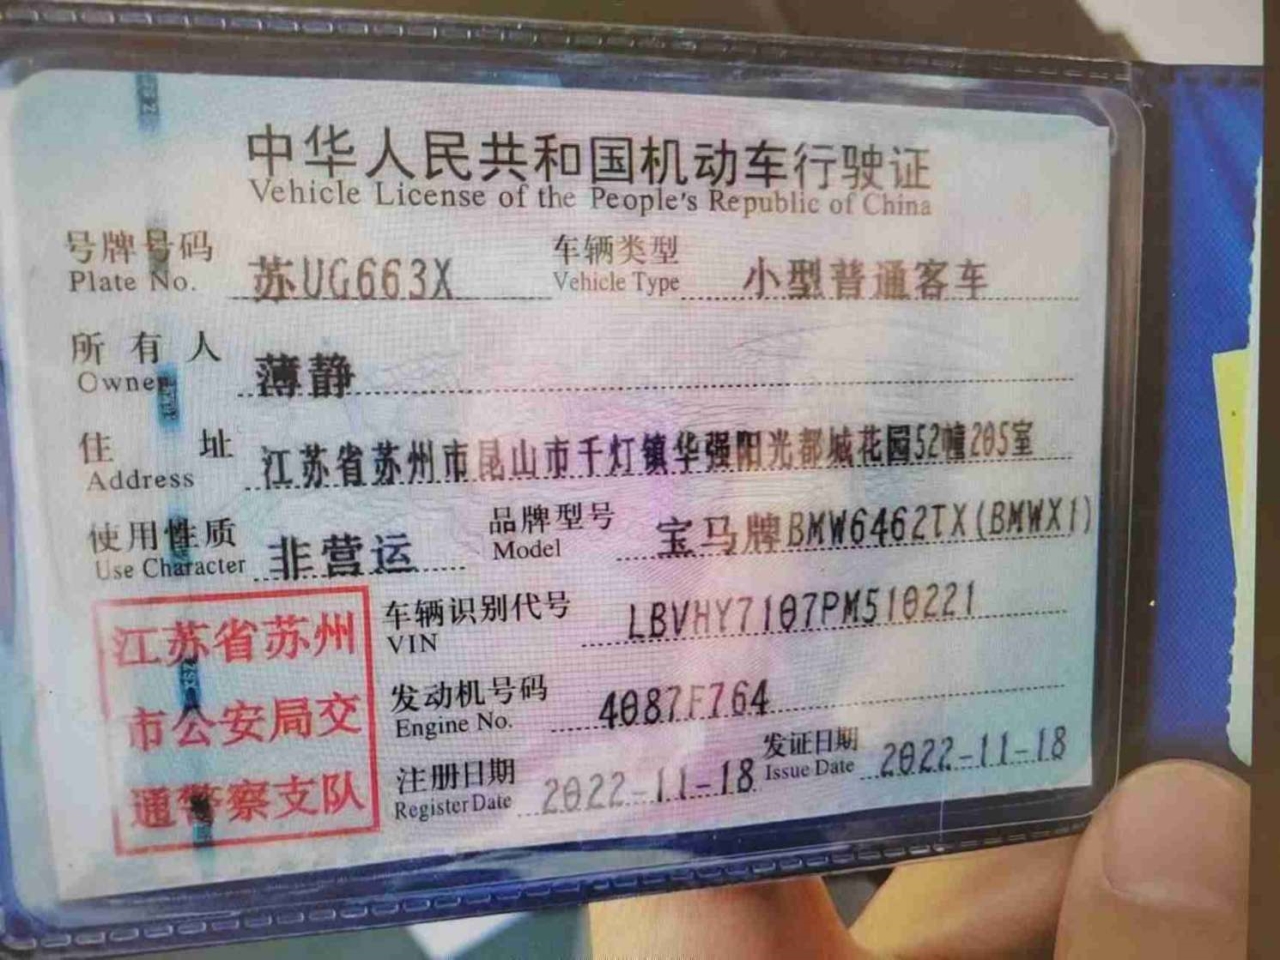 中华人民共和国机动车行驶证
Vehicle License of the People's Republic of China
号牌号码 苏UG663X 车辆类型 小型普通客车
Plate No. Vehicle Type
所有人 薄静
Owner
住址 江苏省苏州市昆山市千灯镇华强阳光都城花园52幢205室
Address
使用性质 非营运 品牌型号 宝马牌BMW6462TX(BMWX1)
Use Character Model
江苏省苏州
市公安局交
通警察支队
车辆识别代号 LBVHY7107PM510221
VIN
发动机号码 4087F764
Engine No.
注册日期 2022-11-18 发证日期 2022-11-18
Register Date Issue Date